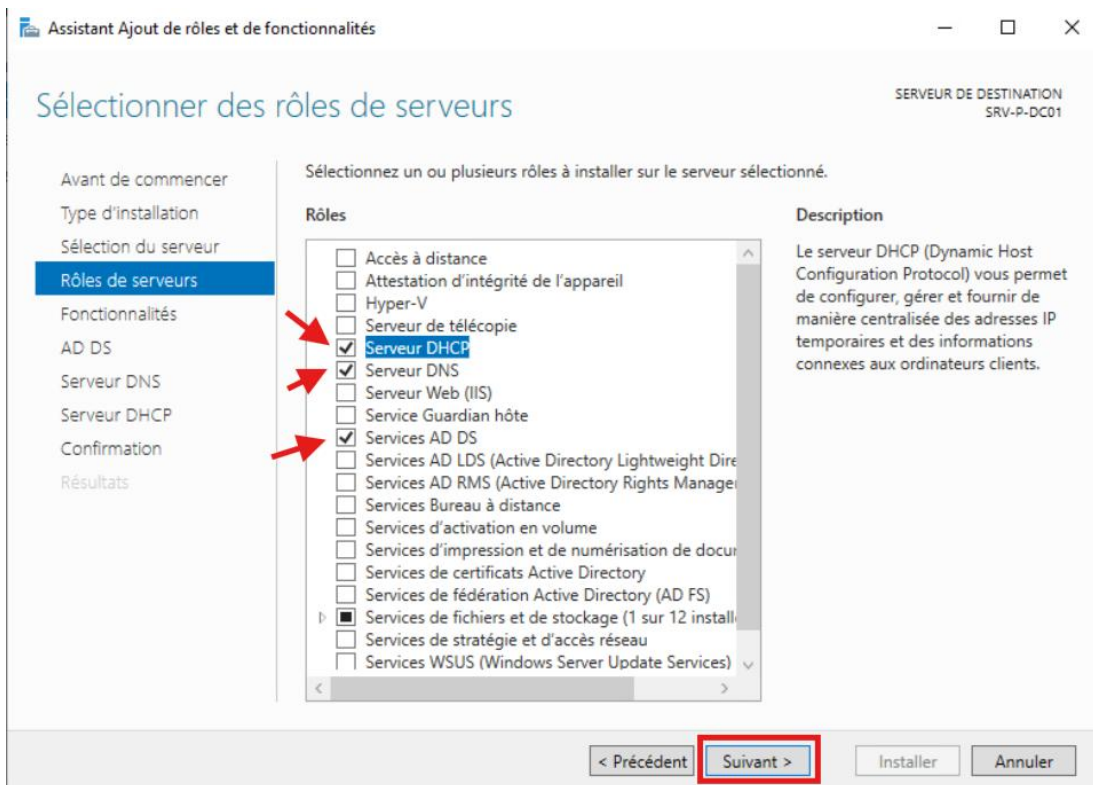 Assistant Ajout de rôles et de fonctionnalités
Sélectionner des rôles de serveurs
SERVEUR DE DESTINATION
SRV-P-DC01
Avant de commencer
Type d'installation
Sélection du serveur
Rôles de serveurs
Fonctionnalités
AD DS
Serveur DNS
Serveur DHCP
Confirmation
Résultats
Sélectionnez un ou plusieurs rôles à installer sur le serveur sélectionné.
Rôles
Accès à distance
Attestation d'intégrité de l'appareil
Hyper-V
Serveur de télécopie
Serveur DHCP
Serveur DNS
Serveur Web (IIS)
Service Guardian hôte
Services AD DS
Services AD LDS (Active Directory Lightweight Dire
Services AD RMS (Active Directory Rights Manage
Services Bureau à distance
Services d'activation en volume
Services d'impression et de numérisation de docu
Services de certificats Active Directory
Services de fédération Active Directory (AD FS)
Services de fichiers et de stockage (1 sur 12 install
Services de stratégie et d'accès réseau
Services WSUS (Windows Server Update Services)
Description
Le serveur DHCP (Dynamic Host
Configuration Protocol) vous permet
de configurer, gérer et fournir de
manière centralisée des adresses IP
temporaires et des informations
connexes aux ordinateurs clients.
< Précédent
Suivant >
Installer
Annuler